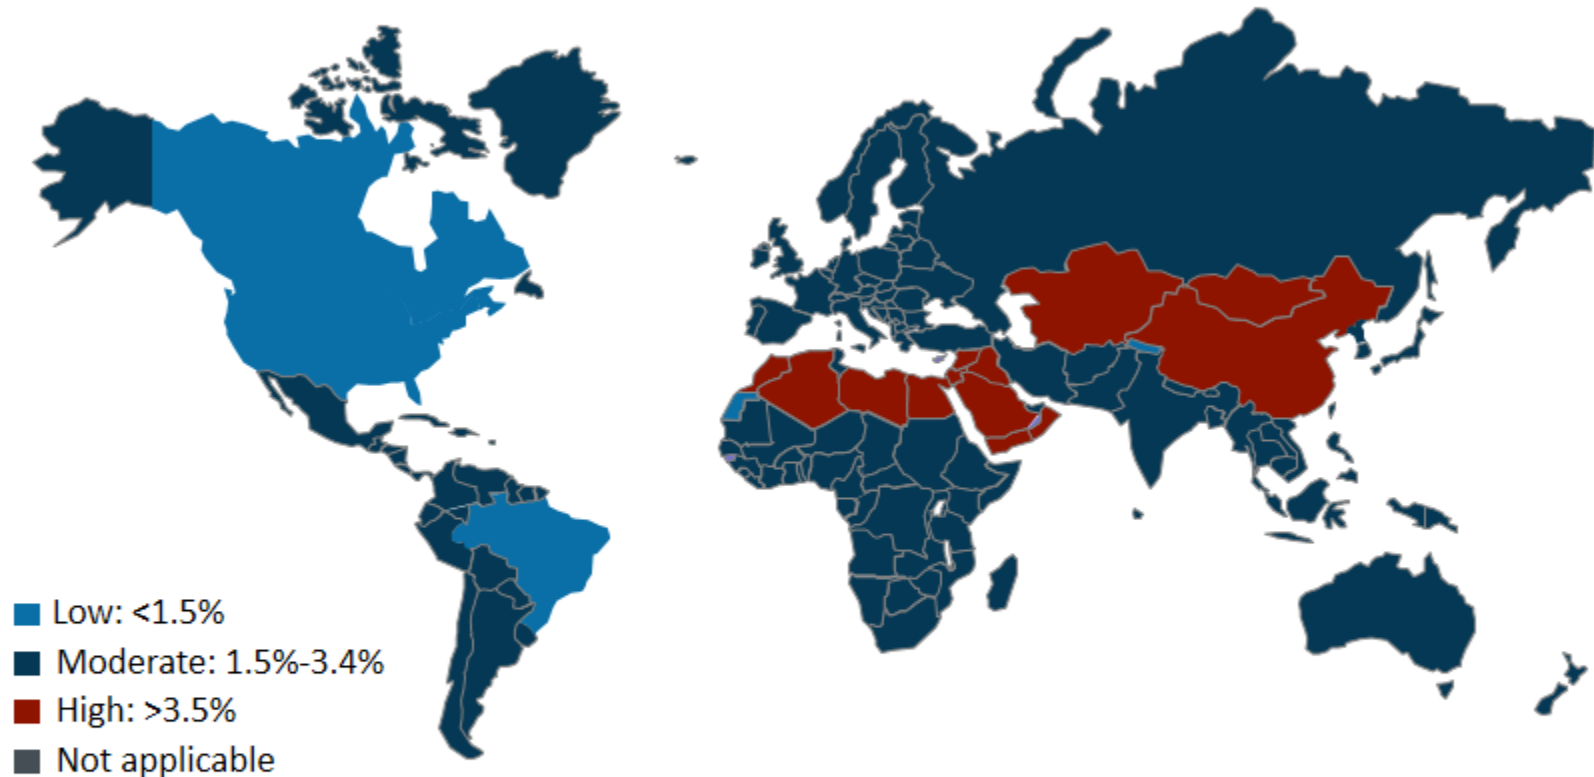 Low: <1.5%
Moderate: 1.5%-3.4%
High: >3.5%
Not applicable